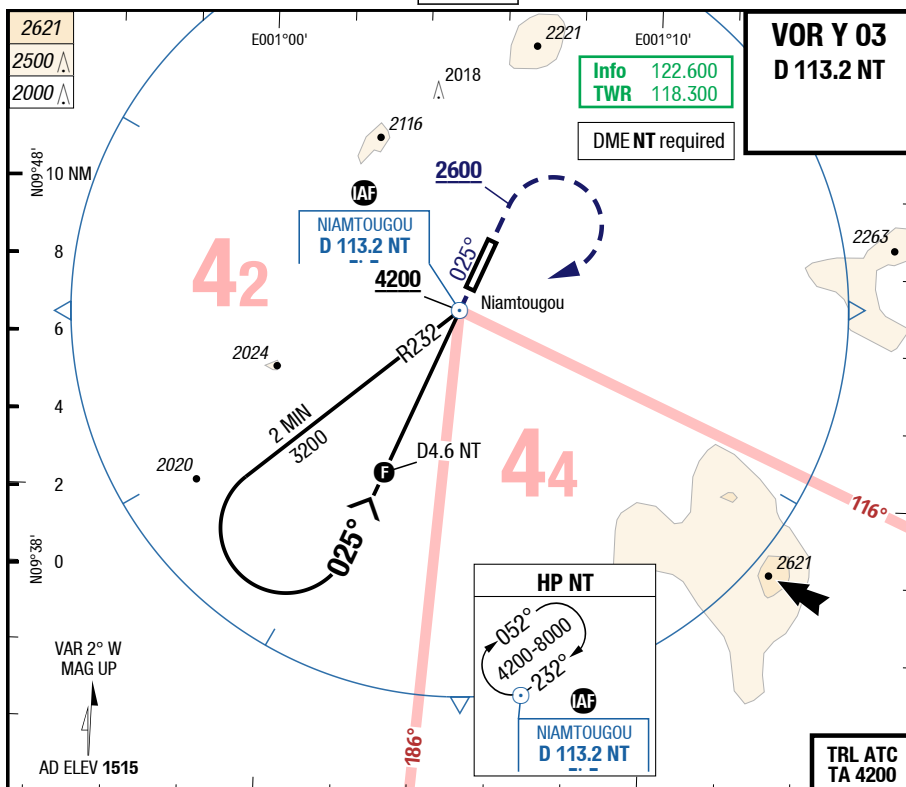 2621
2500
2000
E001°00'
2221
E001°10'
VOR Y 03
D 113.2 NT
Info 122.600
TWR 118.300
2018
2116
DME NT required
N09°48'
10 NM
2600
IAF
NIAMTOUGOU
D 113.2 NT
025°
2263
8
42
4200
Niamtougou
6
R232
2024
4
2 MIN
3200
D4.6 NT
F
44
2020
2
116°
025°
N09°38'
0
2621
HP NT
052°
4200-8000
232°
IAF
NIAMTOUGOU
D 113.2 NT
VAR 2° W
MAG UP
186°
AD ELEV 1515
TRL ATC
TA 4200